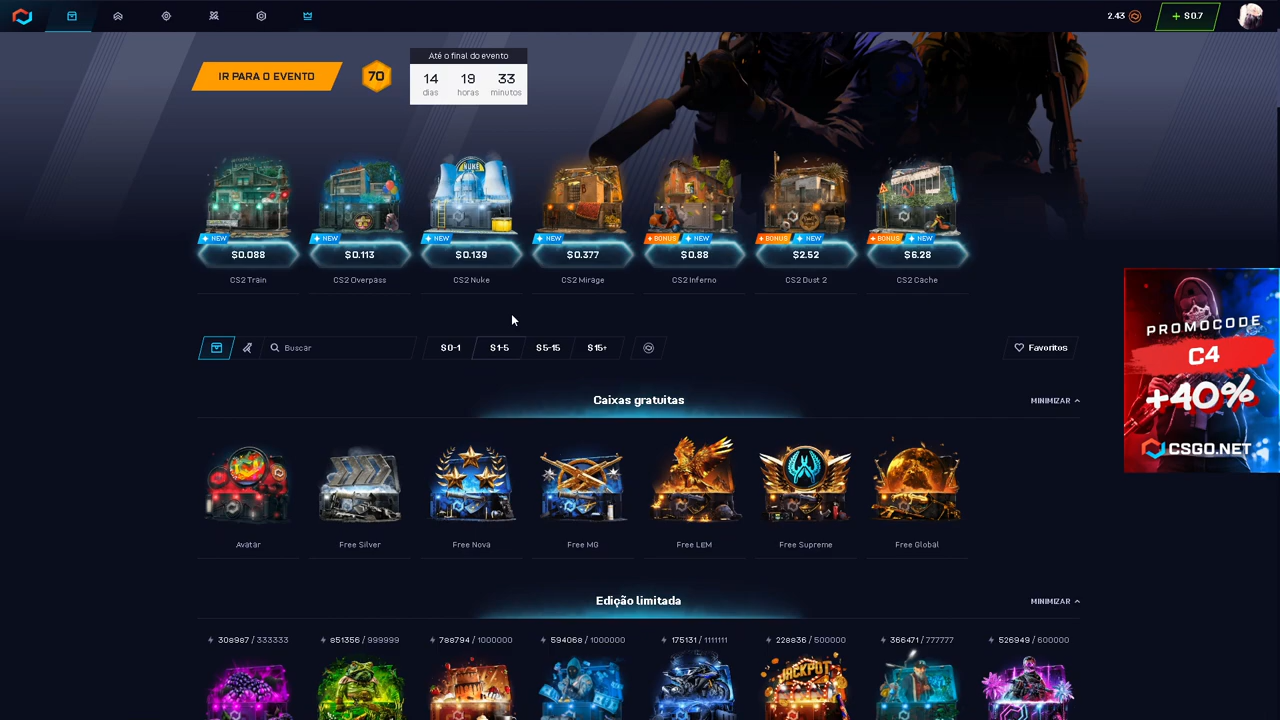 2.43
+ $0.7
IR PARA O EVENTO
70
Até o final do evento
14 19 33
dias horas minutos
NUKE
NEW NEW NEW NEW BONUS NEW BONUS NEW BONUS NEW
$0.088 $0.113 $0.139 $0.377 $0.88 $2.52 $6.28
CS2 Train CS2 Overpass CS2 Nuke CS2 Mirage CS2 Inferno CS2 Dust 2 CS2 Cache
PROMOCODE
C4
+40%
CSGO.NET
Buscar $0-1 $1-5 $5-15 $15+ Favoritos
Caixas gratuitas MINIMIZAR
Avatar Free Silver Free Nova Free MG Free LEM Free Supreme Free Global
Edição limitada MINIMIZAR
308987 / 333333 851356 / 999999 788794 / 1000000 594068 / 1000000 175131 / 1111111 228836 / 500000 366471 / 777777 526949 / 600000
JACKPOT